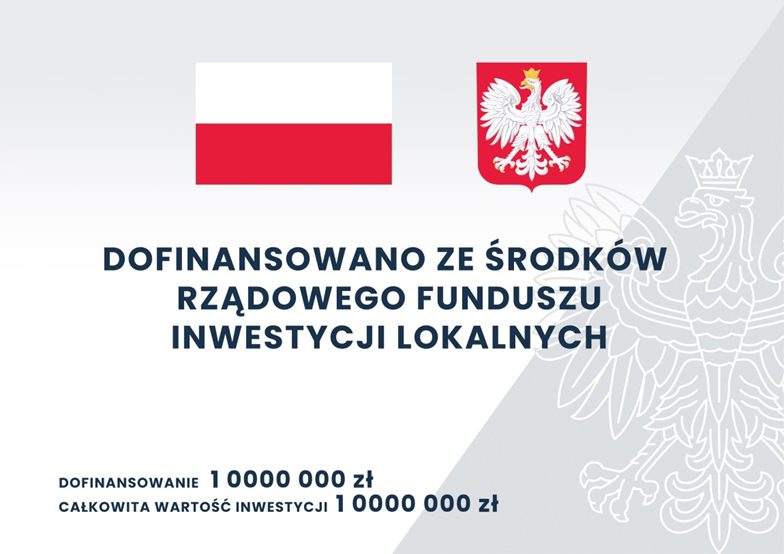 DOFINANSOWANO ZE ŚRODKÓW
RZĄDOWEGO FUNDUSZU
INWESTYCJI LOKALNYCH
DOFINANSOWANIE 1 0000 000 zł
CAŁKOWITA WARTOŚĆ INWESTYCJI 1 0000 000 zł